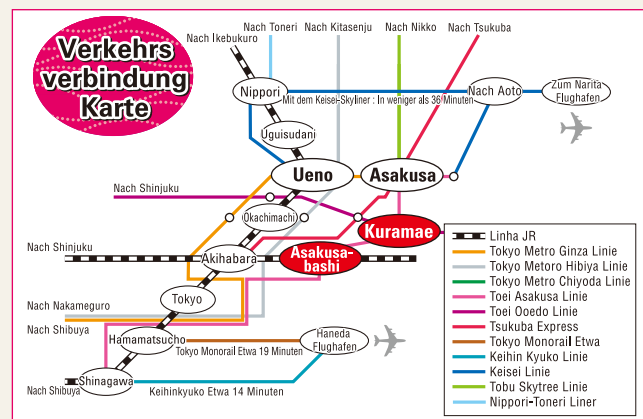 Verkehrs
verbindung
Karte
Nach Ikebukuro
Nach Toneri
Nach Kitasenju
Nach Nikko
Nach Tsukuba
Nippori
Mit dem Keisei-Skyliner : In weniger als 36 Minuten
Nach Aoto
Zum Narita
Flughafen
Uguisudani
Ueno
Asakusa
Nach Shinjuku
Okachimachi
Kuramae
Nach Shinjuku
Akihabara
Asakusa-
bashi
Tokyo
Nach Nakameguro
Nach Shibuya
Hamamatsucho
Tokyo Monorail Etwa 19 Minuten
Haneda
Flughafen
Nach Shibuya
Shinagawa
Keihinkyuko Etwa 14 Minuten
Linha JR
Tokyo Metro Ginza Linie
Tokyo Metoro Hibiya Linie
Tokyo Metro Chiyoda Linie
Toei Asakusa Linie
Toei Ooedo Linie
Tsukuba Express
Tokyo Monorail Etwa
Keihin Kyuko Linie
Keisei Linie
Tobu Skytree Linie
Nippori-Toneri Liner